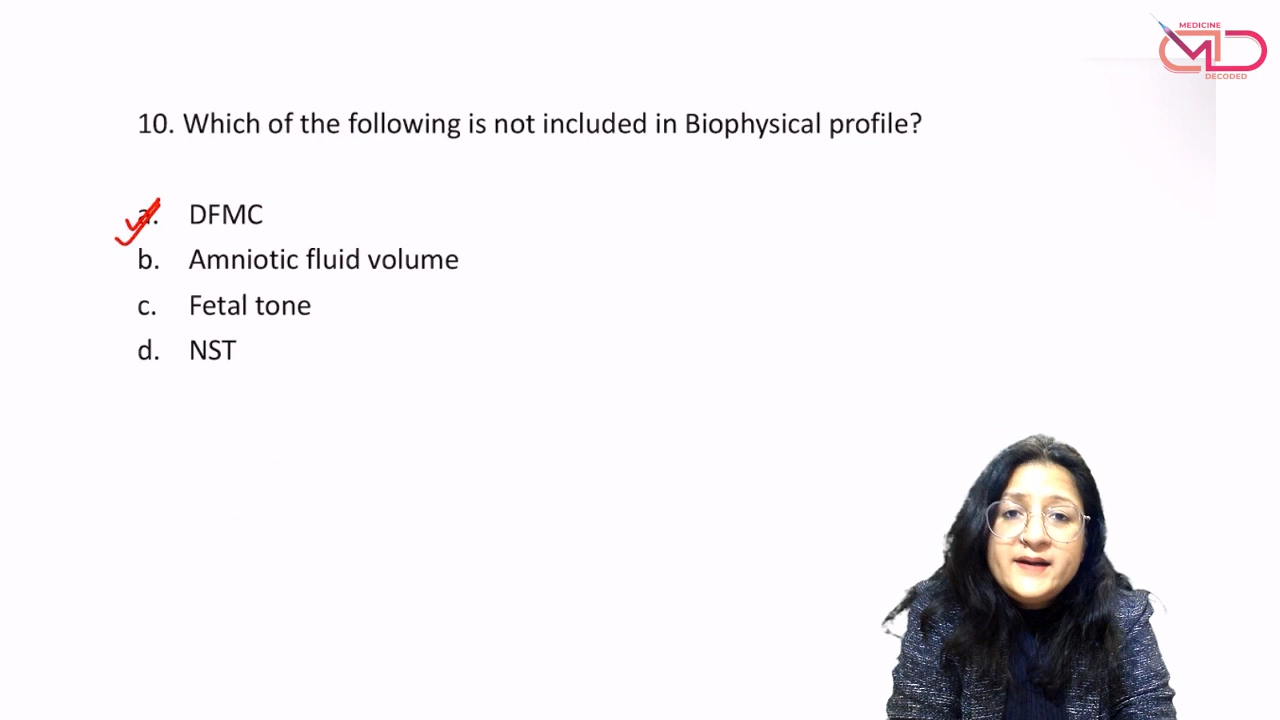 MEDICINE
DECODED
10. Which of the following is not included in Biophysical profile?
a. DFMC
b. Amniotic fluid volume
c. Fetal tone
d. NST